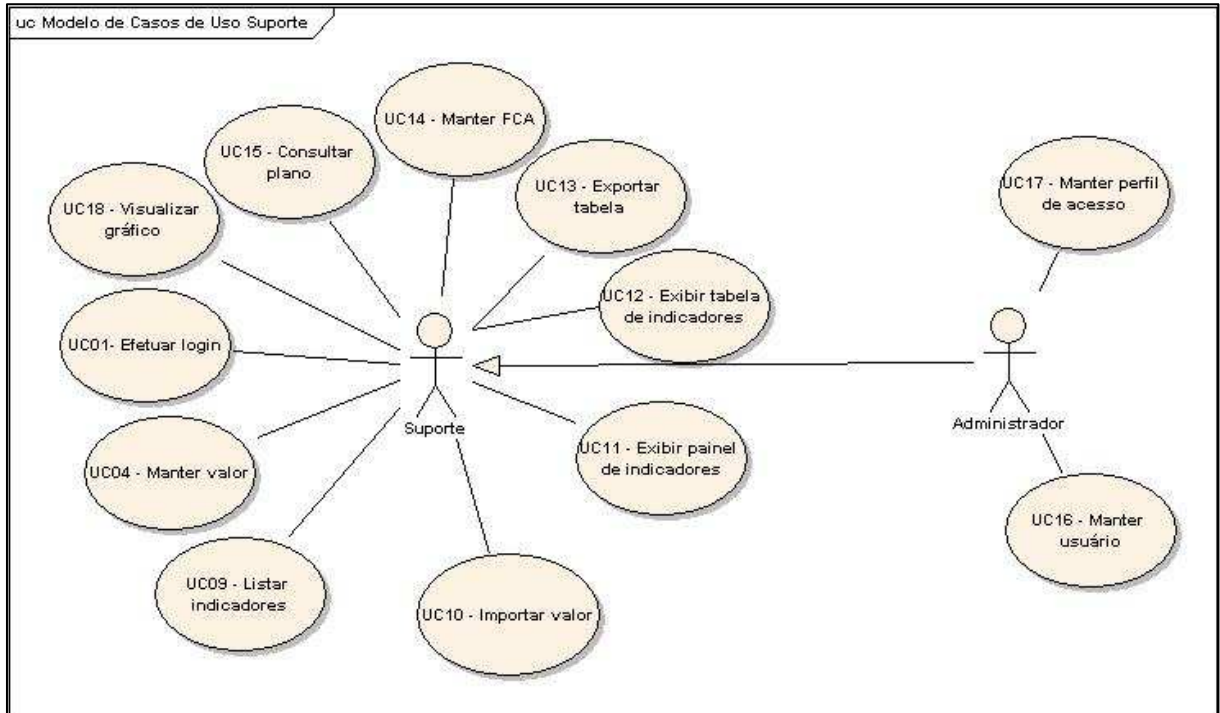 uc Modelo de Casos de Uso Suporte
UC14 - Manter FCA
UC15 - Consultar
plano
UC13 - Exportar
tabela
UC17 - Manter perfil
de acesso
UC18 - Visualizar
gráfico
UC12 - Exibir tabela
de indicadores
UC01- Efetuar login
Suporte
Administrador
UC11 - Exibir painel
de indicadores
UC04 - Manter valor
UC16 - Manter
usuário
UC09 - Listar
indicadores
UC10 - Importar valor